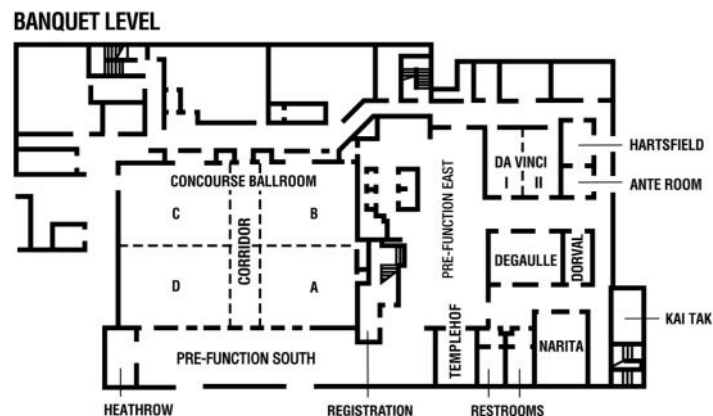 BANQUET LEVEL
HARTSFIELD
DA VINCI
I II
ANTE ROOM
CONCOURSE BALLROOM
C
B
CORRIDOR
PRE-FUNCTION EAST
DEGAULLE
DORVAL
D
A
KAI TAK
TEMPLEHOF
NARITA
PRE-FUNCTION SOUTH
HEATHROW
REGISTRATION
RESTROOMS